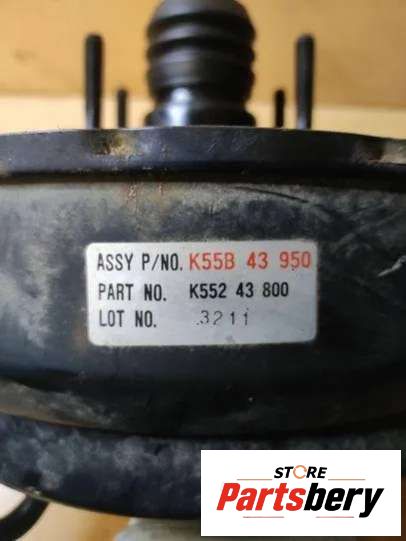 ASSY P/NO. K55B 43 950
PART NO. K552 43 800
LOT NO. 3211
STORE
Partsbery